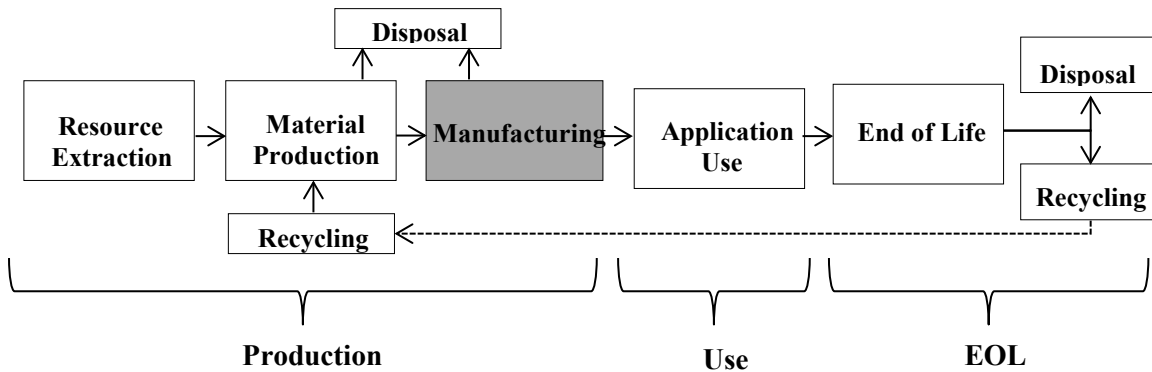 Disposal
Resource
Extraction
Material
Production
Manufacturing
Application
Use
End of Life
Disposal
Recycling
Recycling
Production
Use
EOL